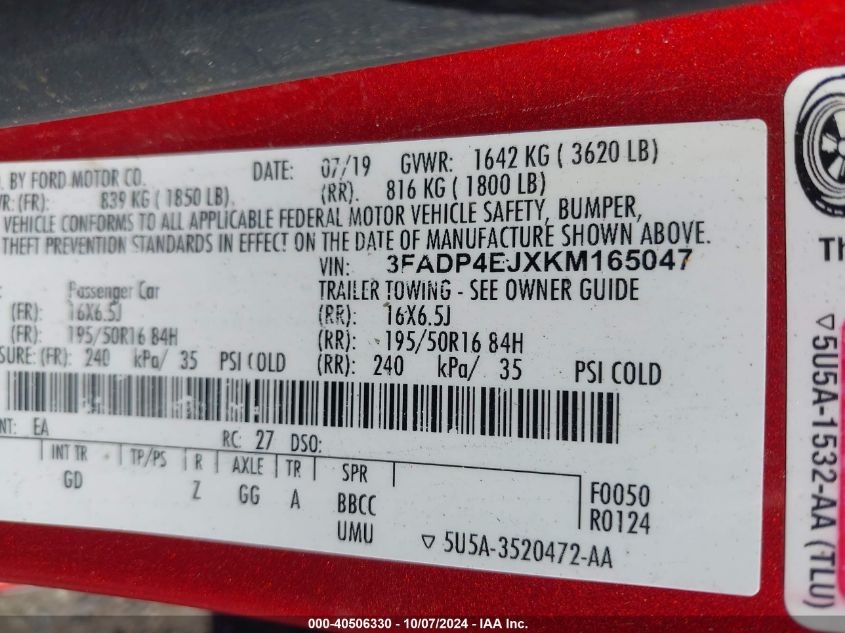 BY FORD MOTOR CO. DATE: 07/19 GVWR: 1642 KG ( 3620 LB)
(FR): 839 KG ( 1850 LB). (RR). 816 KG ( 1800 LB)
VEHICLE CONFORMS TO ALL APPLICABLE FEDERAL MOTOR VEHICLE SAFETY, BUMPER,
THEFT PREVENTION STANDARDS IN EFFECT ON THE DATE OF MANUFACTURE SHOWN ABOVE.
VIN: 3FADP4EJXKM165047
Passenger Car TRAILER TOWING - SEE OWNER GUIDE
(FR): 16X6.5J (RR): 16X6.5J
(FR): 195/50R16 84H (RR): 195/50R16 84H
SURE: (FR): 240 kPa/ 35 PSI COLD (RR): 240 kPa/ 35 PSI COLD
NT: EA RC: 27 DSO:
INT TR TP/PS R AXLE TR SPR
GD Z GG A BBCC
UMU
F0050
R0124
5U5A-3520472-AA
Th
5U5A-1532-AA (TLU)
000-40506330 - 10/07/2024 - IAA Inc.